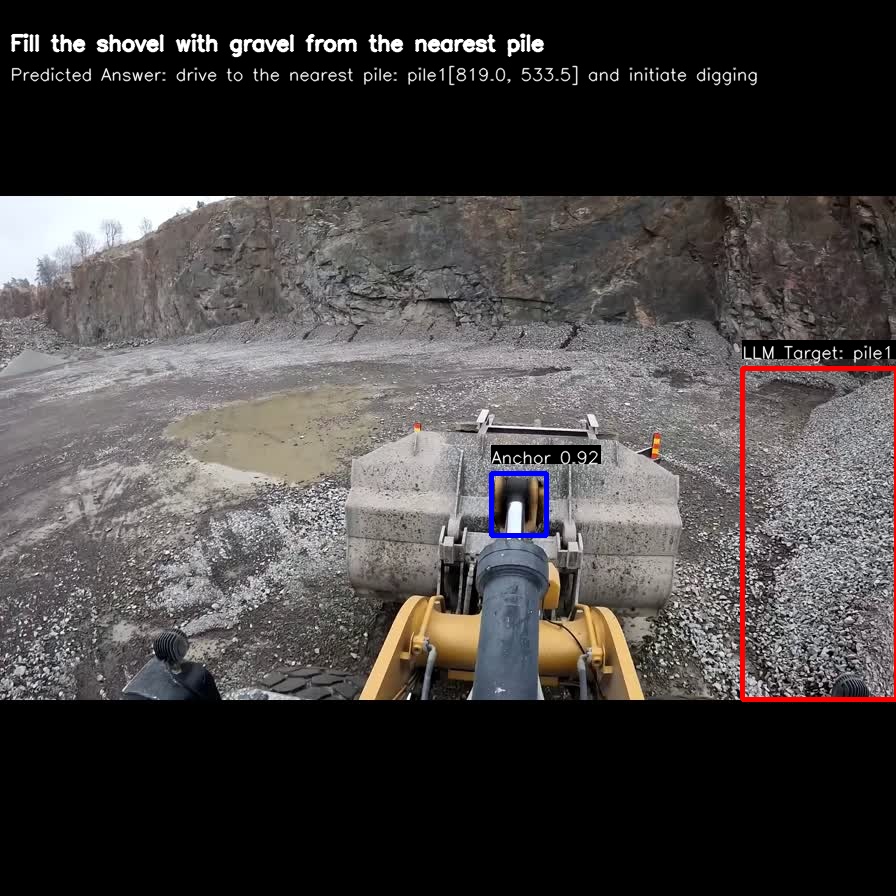 Fill the shovel with gravel from the nearest pile
Predicted Answer: drive to the nearest pile: pile1[819.0, 533.5] and initiate digging
LLM Target: pile1
Anchor 0.92